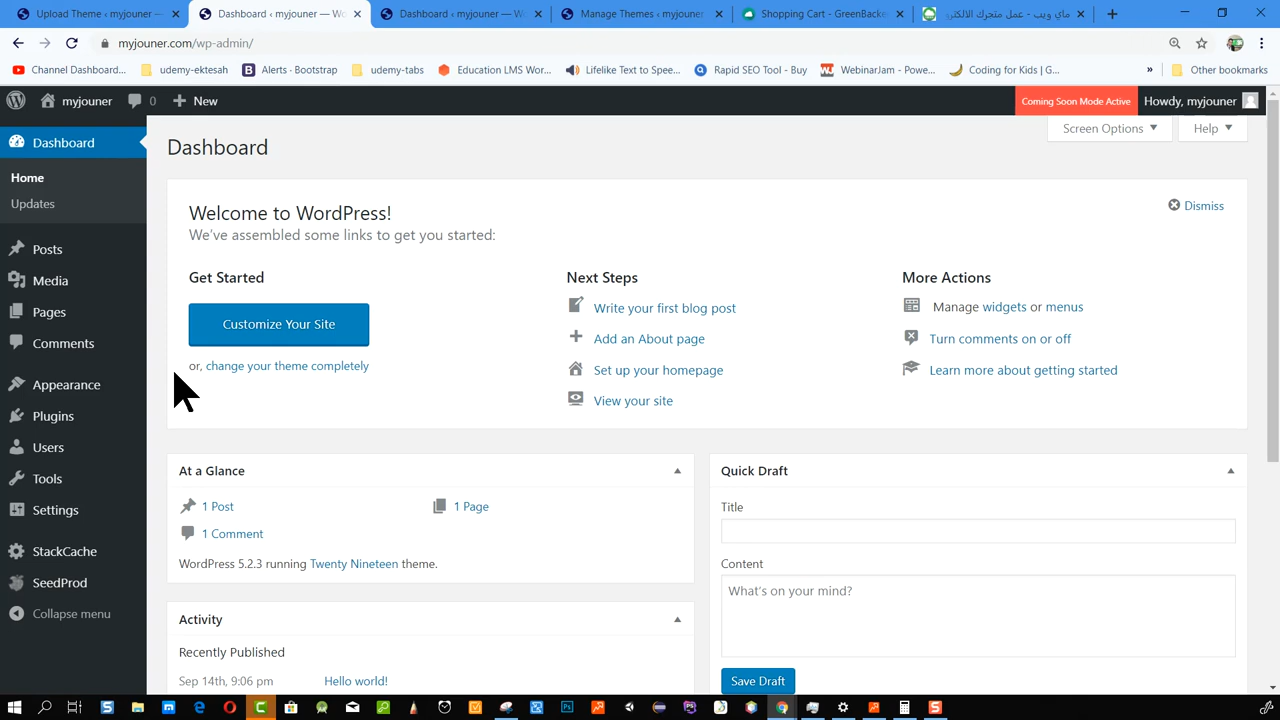 Upload Themes ‹ myjouner — Wo
Dashboard ‹ myjouner — Wo
Dashboard ‹ myjouner — W
Manage Themes ‹ myjouner —
Shopping Cart - GreenBacke
ماي ويب - عمل متجرك الالكترو
myjouner.com/wp-admin/
Channel Dashboard...
udemy-ektesah
Alerts · Bootstrap
udemy-tabs
Education LMS Wor...
Lifelike Text to Spee...
Rapid SEO Tool - Buy
WebinarJam - Powe...
Coding for Kids | G...
»
Other bookmarks
myjouner
0
New
Coming Soon Mode Active
Howdy, myjouner
Dashboard
Home
Updates
Posts
Media
Pages
Comments
Appearance
Plugins
Users
Tools
Settings
StackCache
SeedProd
Collapse menu
Screen Options
Help
Dashboard
Welcome to WordPress!
Dismiss
We've assembled some links to get you started:
Get Started
Customize Your Site
or, change your theme completely
Next Steps
Write your first blog post
Add an About page
Set up your homepage
View your site
More Actions
Manage widgets or menus
Turn comments on or off
Learn more about getting started
At a Glance
1 Post
1 Page
1 Comment
WordPress 5.2.3 running Twenty Nineteen theme.
Activity
Recently Published
Sep 14th, 9:06 pm
Hello world!
Quick Draft
Title
Content
What's on your mind?
Save Draft